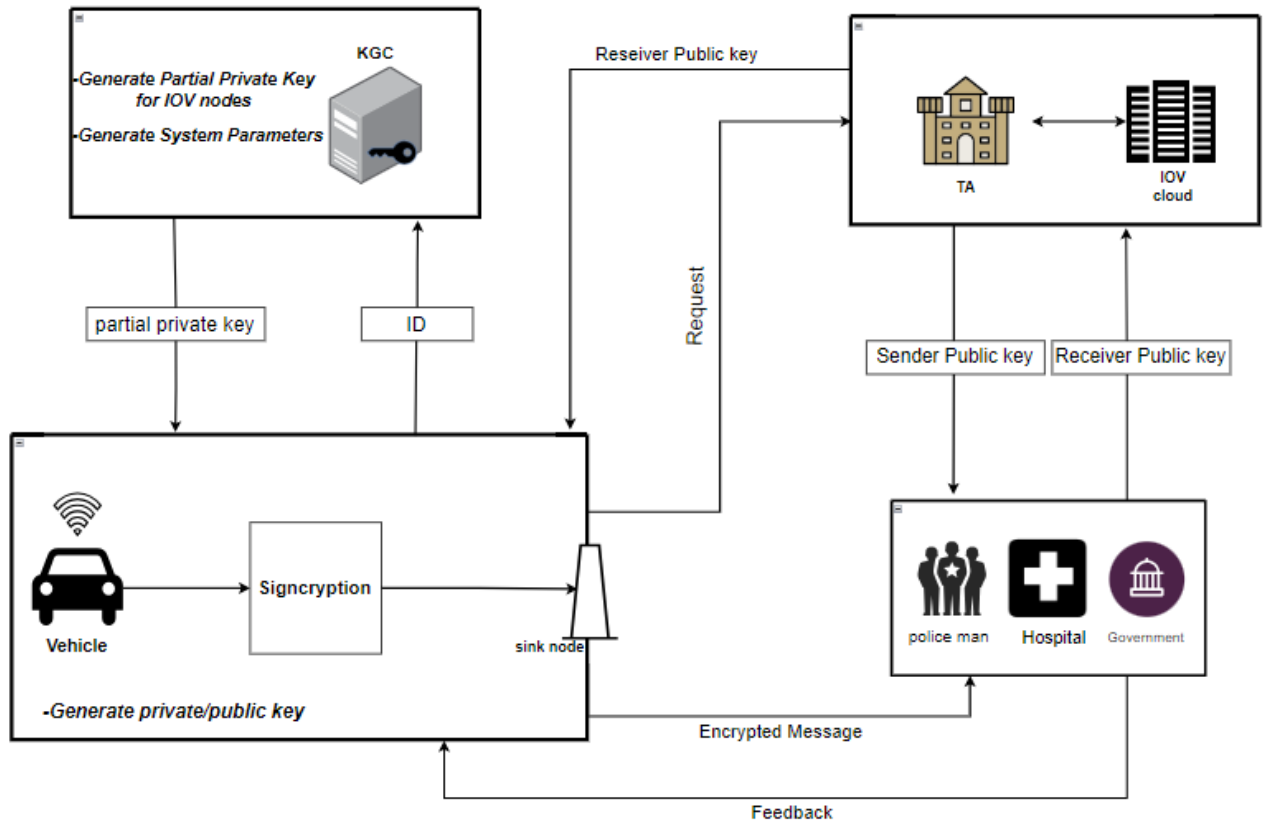 KGC
-Generate Partial Private Key
for IOV nodes
-Generate System Parameters
Reseiver Public key
TA
IOV
cloud
Request
partial private key
ID
Sender Public key
Receiver Public key
Signcryption
Vehicle
sink node
police man
Hospital
Government
-Generate private/public key
Encrypted Message
Feedback